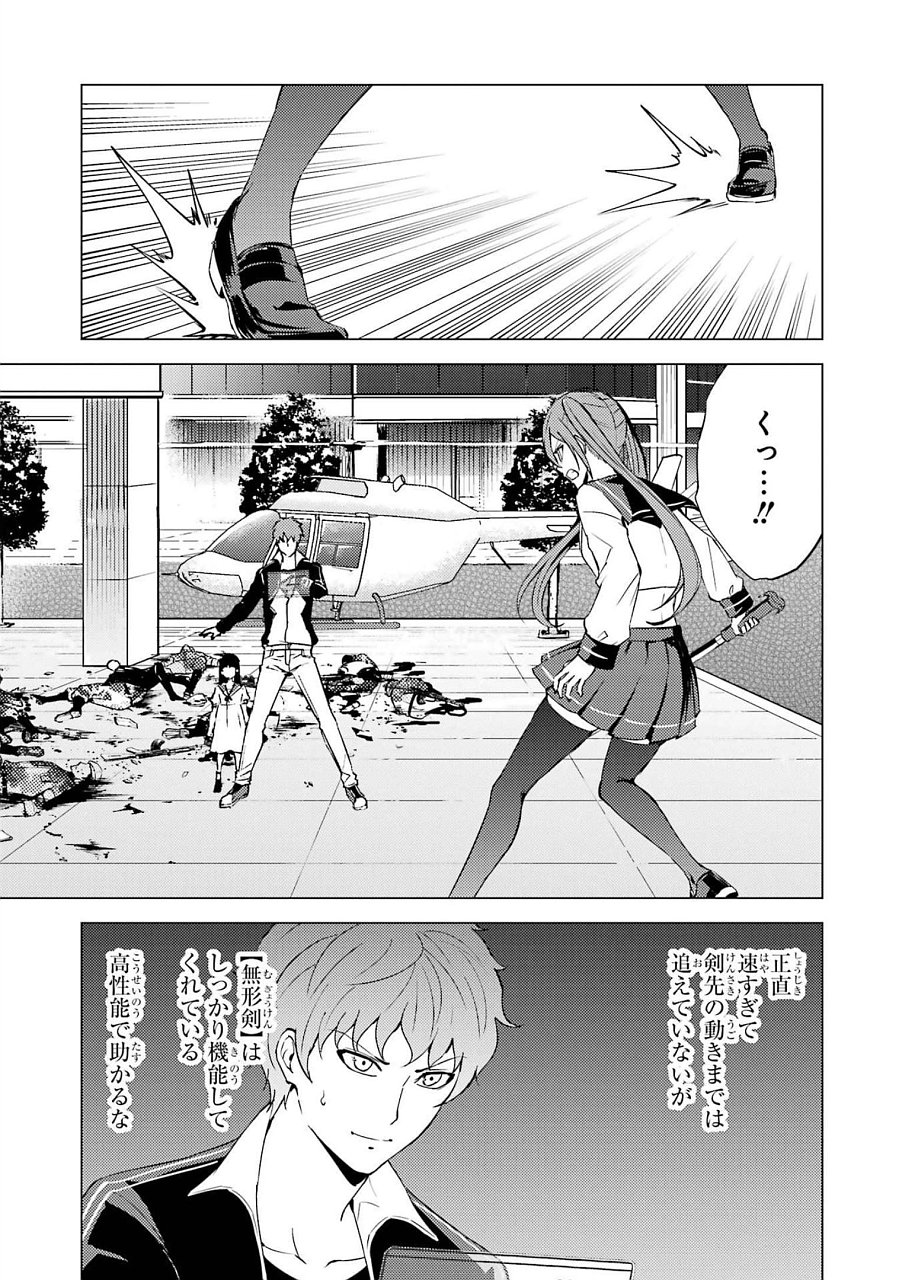 くっ…!!
正直
速すぎて
剣先の動きまでは
追えていないが
【無形剣】は
しっかり機能して
くれている
高性能で助かるな